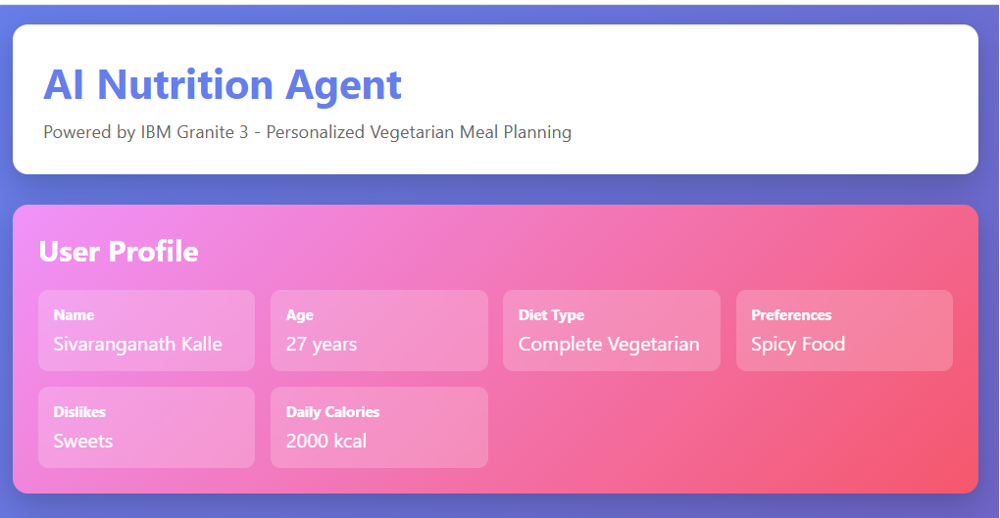 AI Nutrition Agent
Powered by IBM Granite 3 - Personalized Vegetarian Meal Planning
User Profile
Name
Sivaranganath Kalle
Age
27 years
Diet Type
Complete Vegetarian
Preferences
Spicy Food
Dislikes
Sweets
Daily Calories
2000 kcal